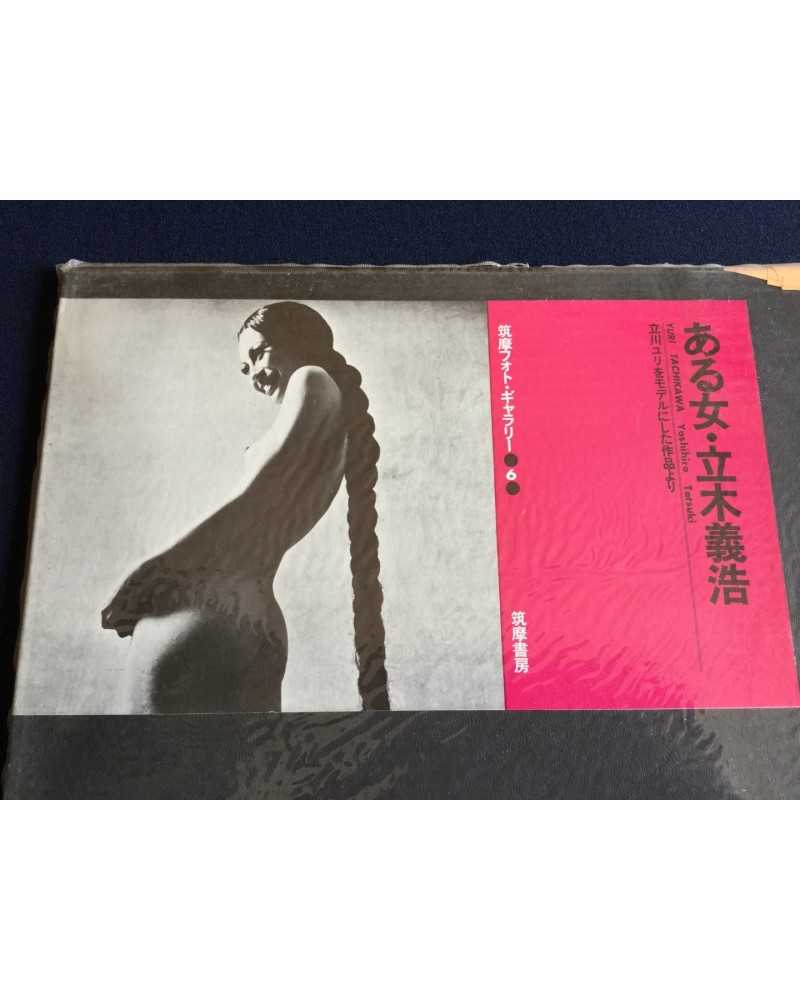 ある女・立木義浩
YURI TACHIKAWA Yoshihiro Tatsuki
立川ユリをモデルにした作品より
筑摩フォト・ギャラリー●6●
筑摩書房